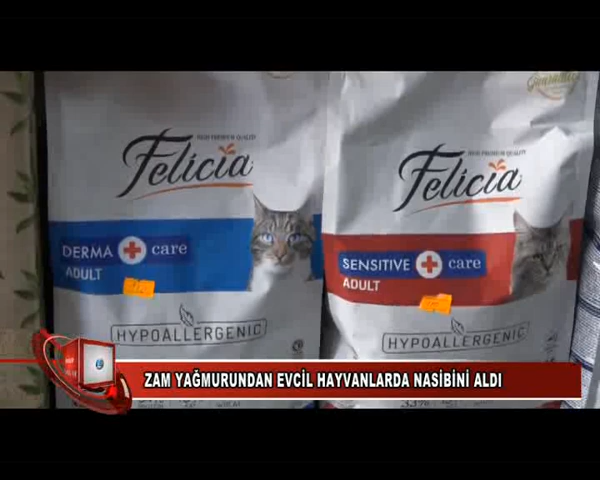 HIGH PREMIUM QUALITY
Felicia
DERMA care
ADULT
HYPOALLERGENIC
HIGH PREMIUM QUALITY
Felicia
SENSITIVE care
ADULT
HYPOALLERGENIC
ZAM YAĞMURUNDAN EVCİL HAYVANLARDA NASİBİNİ ALDI